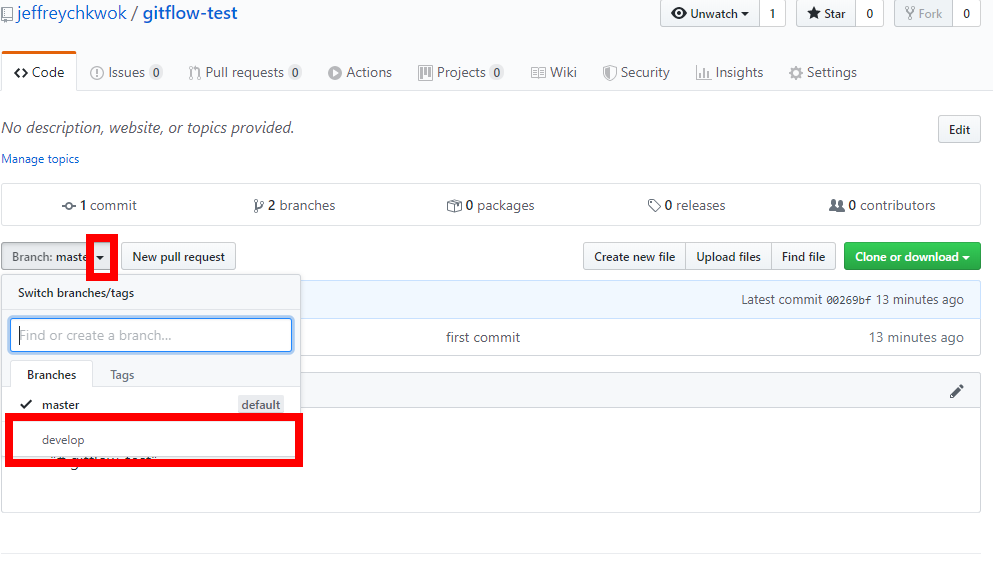 jeffreychkwok / gitflow-test
Unwatch 1 Star 0 Fork 0
Code Issues 0 Pull requests 0 Actions Projects 0 Wiki Security Insights Settings
No description, website, or topics provided.
Edit
Manage topics
1 commit 2 branches 0 packages 0 releases 0 contributors
Branch: maste New pull request Create new file Upload files Find file Clone or download
Switch branches/tags
Latest commit 00269bf 13 minutes ago
Find or create a branch...
first commit 13 minutes ago
Branches Tags
master default
develop